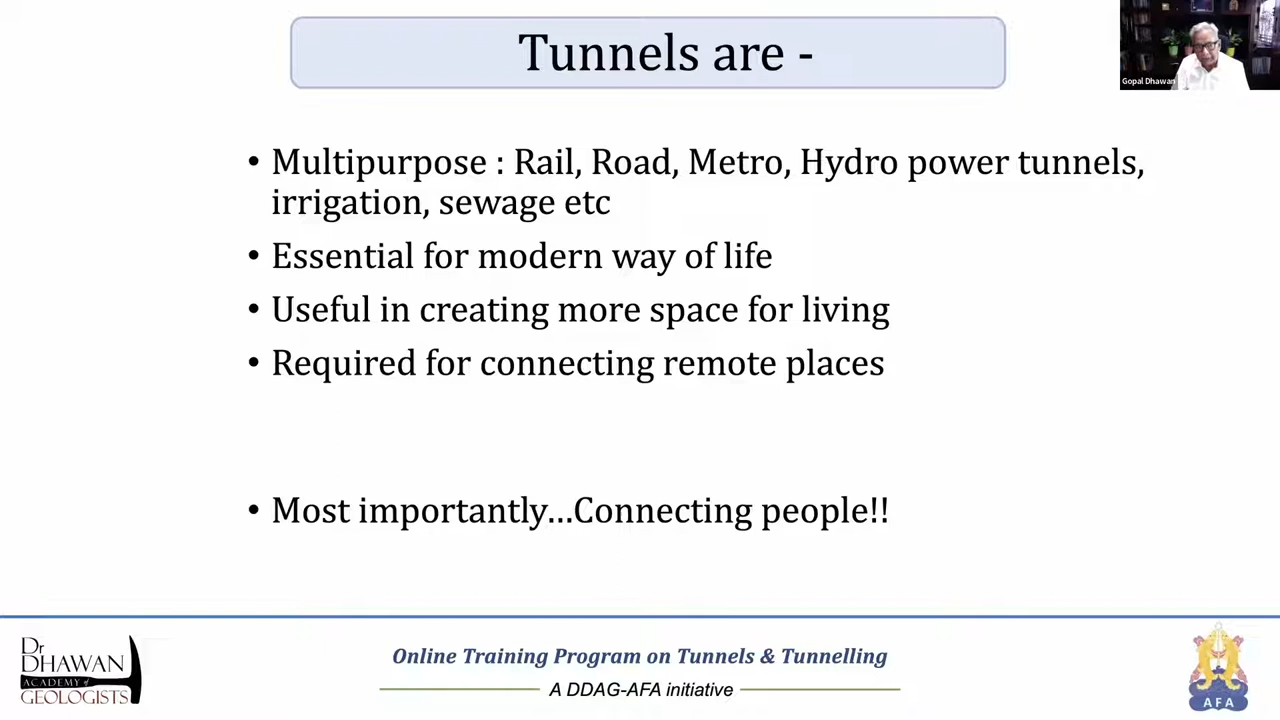 Tunnels are -
Gopal Dhawan
• Multipurpose : Rail, Road, Metro, Hydro power tunnels,
irrigation, sewage etc
• Essential for modern way of life
• Useful in creating more space for living
• Required for connecting remote places
• Most importantly...Connecting people!!
Dr
DHAWAN
ACADEMY of
GEOLOGISTS
Online Training Program on Tunnels & Tunnelling
A DDAG-AFA initiative
AFA